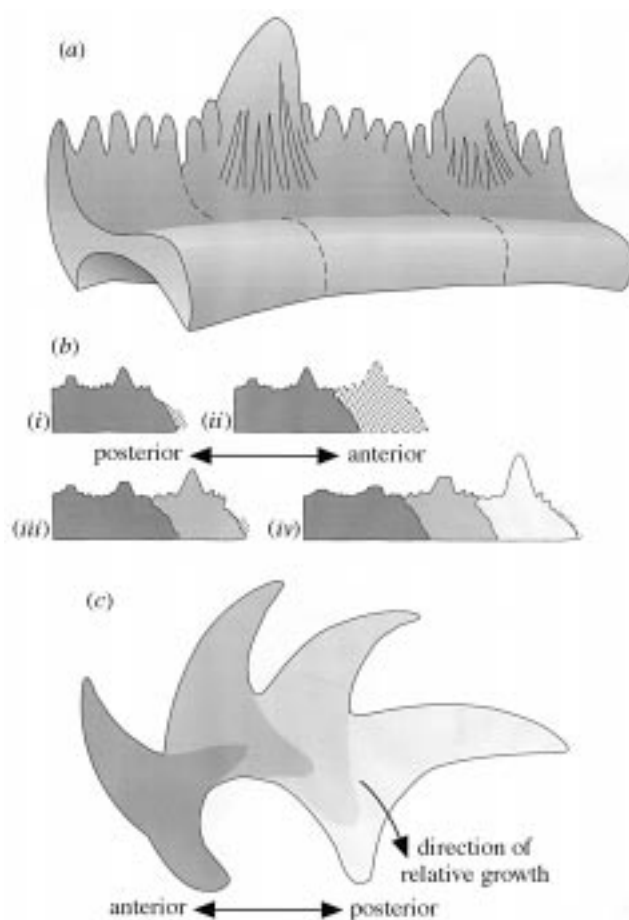 (a)
(b)
(i)
(ii)
posterior anterior
(iii)
(iv)
(c)
direction of
relative growth
anterior posterior